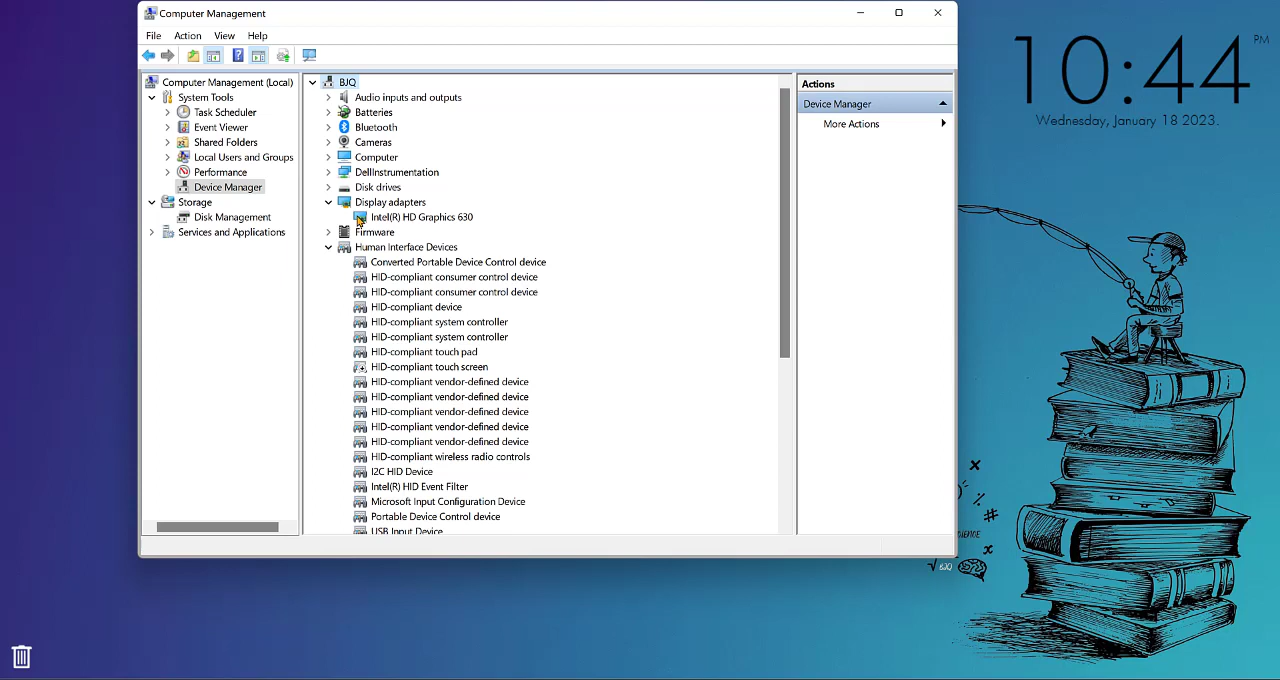 Computer Management
File Action View Help
Computer Management (Local)
System Tools
Task Scheduler
Event Viewer
Shared Folders
Local Users and Groups
Performance
Device Manager
Storage
Disk Management
Services and Applications
BJQ
Audio inputs and outputs
Batteries
Bluetooth
Cameras
Computer
DellInstrumentation
Disk drives
Display adapters
Intel(R) HD Graphics 630
Firmware
Human Interface Devices
Converted Portable Device Control device
HID-compliant consumer control device
HID-compliant consumer control device
HID-compliant device
HID-compliant system controller
HID-compliant system controller
HID-compliant touch pad
HID-compliant touch screen
HID-compliant vendor-defined device
HID-compliant vendor-defined device
HID-compliant vendor-defined device
HID-compliant vendor-defined device
HID-compliant vendor-defined device
HID-compliant wireless radio controls
I2C HID Device
Intel(R) HID Event Filter
Microsoft Input Configuration Device
Portable Device Control device
USB Input Device
Actions
Device Manager
More Actions
10:44 PM
Wednesday, January 18 2023.
x
%
#
x
√ BJQ